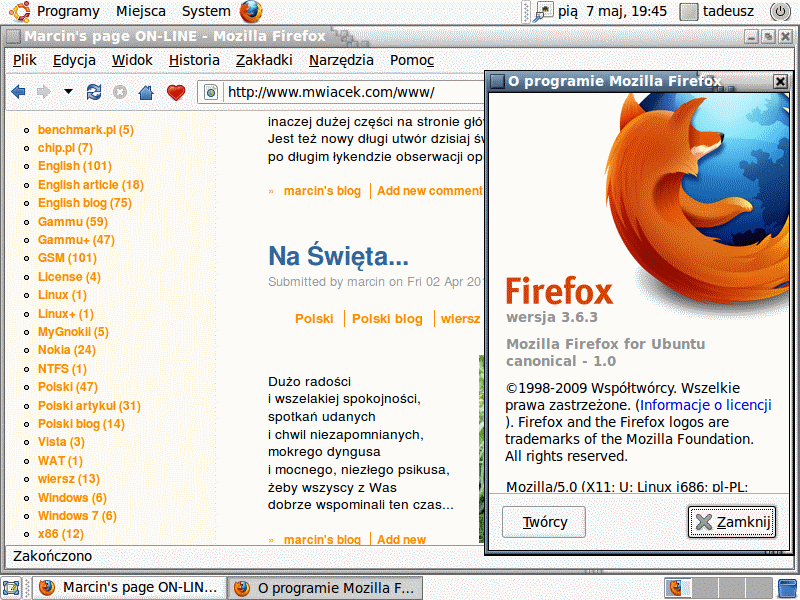 Programy Miejsca System pią 7 maj, 19:45 tadeusz
Marcin's page ON-LINE - Mozilla Firefox
Plik Edycja Widok Historia Zakładki Narzędzia Pomoc
http://www.mwiacek.com/www/
benchmark.pl (5)
chip.pl (7)
English (101)
English article (18)
English blog (75)
Gammu (59)
Gammu+ (47)
GSM (101)
License (4)
Linux (1)
Linux+ (1)
MyGnokii (5)
Nokia (24)
NTFS (1)
Polski (47)
Polski artykuł (31)
Polski blog (14)
Vista (3)
WAT (1)
wiersz (13)
Windows (6)
Windows 7 (6)
x86 (12)
inaczej dużej części na stronie głó
Jest też nowy długi utwór dzisiaj ś
po długim łykendzie obserwacji op
» marcin's blog Add new comment
Na Święta...
Submitted by marcin on Fri 02 Apr 20
Polski Polski blog wiersz
Dużo radości
i wszelakiej spokojności,
spotkań udanych
i chwil niezapomnianych,
mokrego dyngusa
i mocnego, niezłego psikusa,
żeby wszyscy z Was
dobrze wspominali ten czas...
» marcin's blog Add new
Zakończono
O programie Mozilla Firefox
Firefox
wersja 3.6.3
Mozilla Firefox for Ubuntu
canonical - 1.0
©1998-2009 Współtwórcy. Wszelkie
prawa zastrzeżone. (Informacje o licencji
). Firefox and the Firefox logos are
trademarks of the Mozilla Foundation.
All rights reserved.
Mozilla/5.0 (X11; U; Linux i686; pl-PL;
Twórcy Zamknij
Marcin's page ON-LIN... O programie Mozilla F...